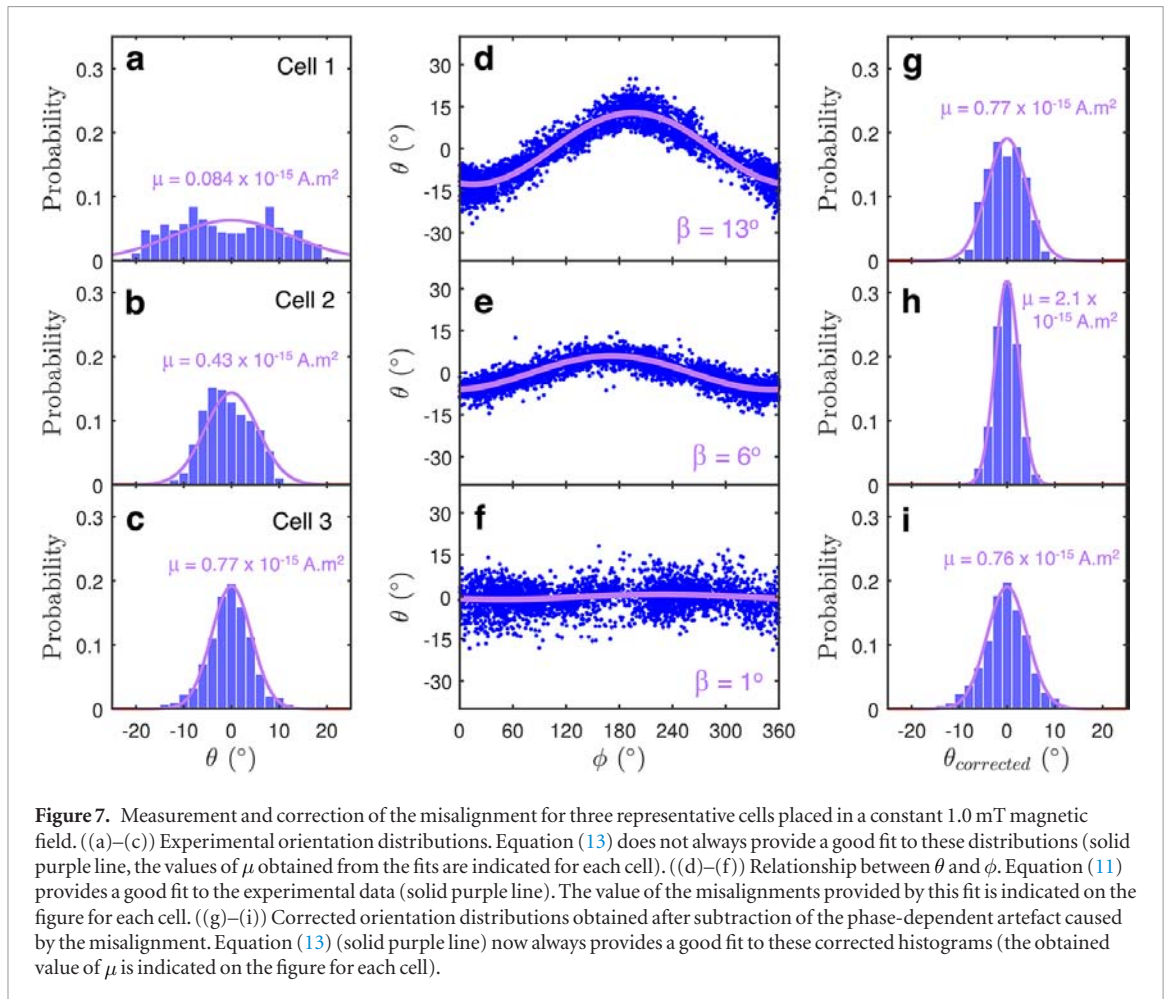 a
Cell 1
0.3
0.2
0.1
0
Probability
μ = 0.084 x 10-15 A.m2
b
Cell 2
0.3
0.2
0.1
0
Probability
μ = 0.43 x 10-15 A.m2
c
Cell 3
0.3
0.2
0.1
0
Probability
μ = 0.77 x 10-15 A.m2
-20 -10 0 10 20
θ (°)
d
30
15
0
-15
-30
θ (°)
β = 13o
e
30
15
0
-15
-30
θ (°)
β = 6o
f
30
15
0
-15
-30
θ (°)
β = 1o
0 60 120 180 240 300 360
ϕ (°)
g
0.3
0.2
0.1
0
Probability
μ = 0.77 x 10-15 A.m2
h
0.3
0.2
0.1
0
Probability
μ = 2.1 x
10-15 A.m2
i
0.3
0.2
0.1
0
Probability
μ = 0.76 x 10-15 A.m2
-20 -10 0 10 20
θcorrected (°)
Figure 7. Measurement and correction of the misalignment for three representative cells placed in a constant 1.0 mT magnetic
field. ((a)–(c)) Experimental orientation distributions. Equation (13) does not always provide a good fit to these distributions (solid
purple line, the values of μ obtained from the fits are indicated for each cell). ((d)–(f)) Relationship between θ and ϕ. Equation (11)
provides a good fit to the experimental data (solid purple line). The value of the misalignments provided by this fit is indicated on the
figure for each cell. ((g)–(i)) Corrected orientation distributions obtained after subtraction of the phase-dependent artefact caused
by the misalignment. Equation (13) (solid purple line) now always provides a good fit to these corrected histograms (the obtained
value of μ is indicated on the figure for each cell).